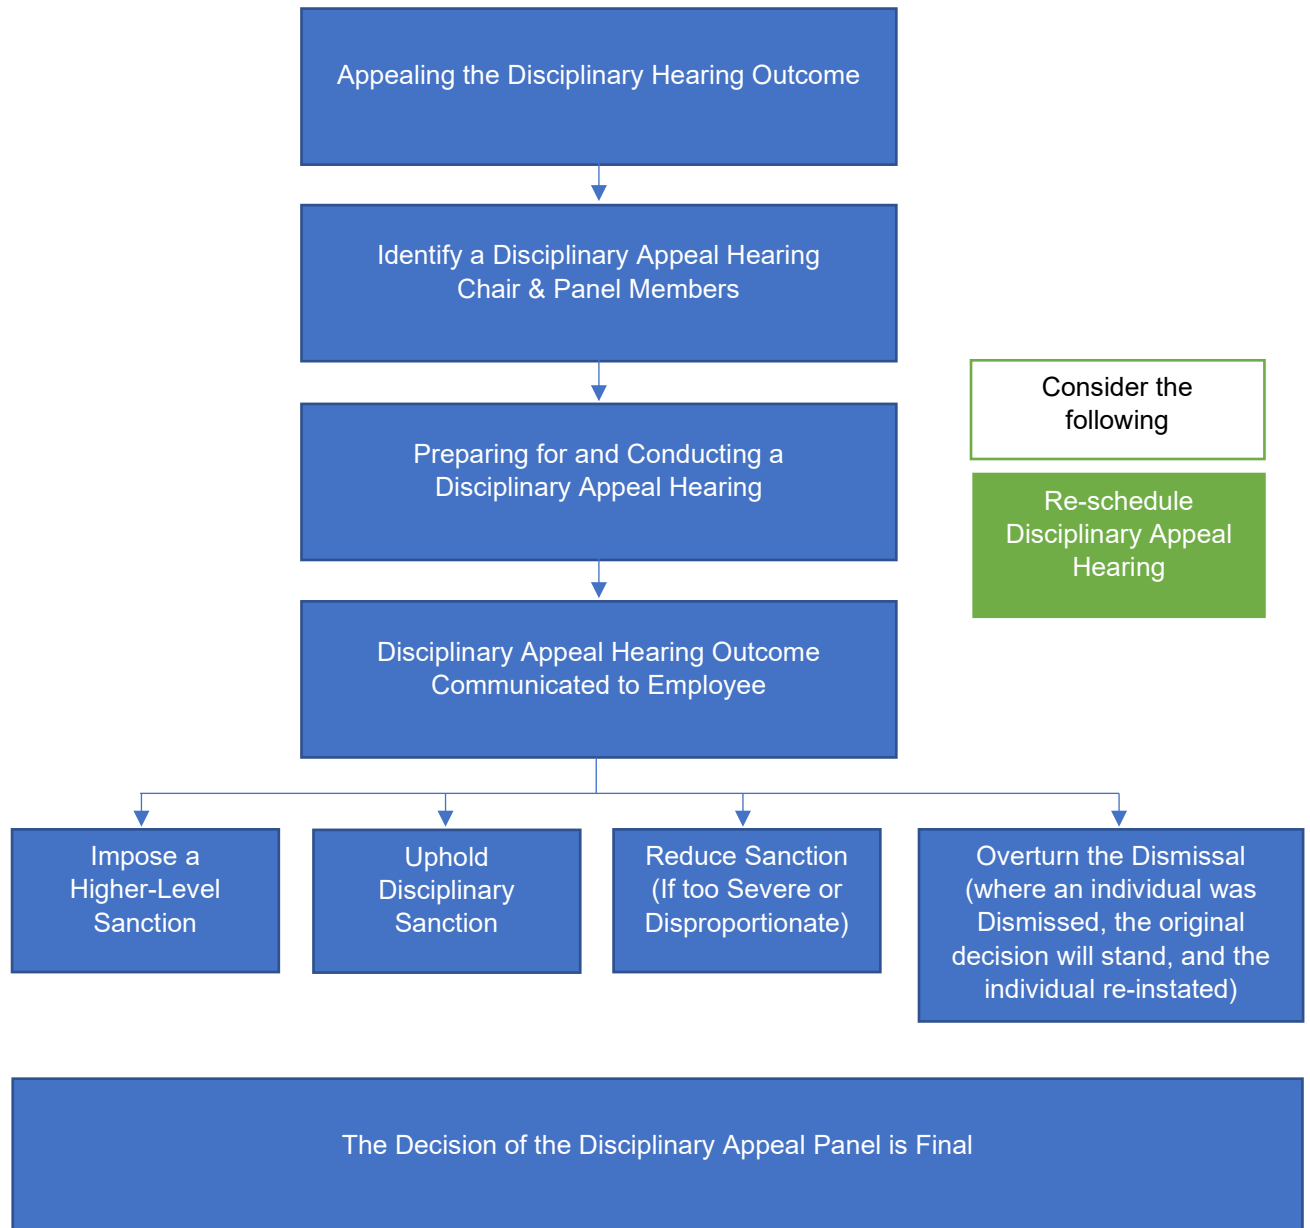 Appealing the Disciplinary Hearing Outcome
Identify a Disciplinary Appeal Hearing
Chair & Panel Members
Preparing for and Conducting a
Disciplinary Appeal Hearing
Consider the
following
Re-schedule
Disciplinary Appeal
Hearing
Disciplinary Appeal Hearing Outcome
Communicated to Employee
Impose a
Higher-Level
Sanction
Uphold
Disciplinary
Sanction
Reduce Sanction
(If too Severe or
Disproportionate)
Overturn the Dismissal
(where an individual was
Dismissed, the original
decision will stand, and the
individual re-instated)
The Decision of the Disciplinary Appeal Panel is Final